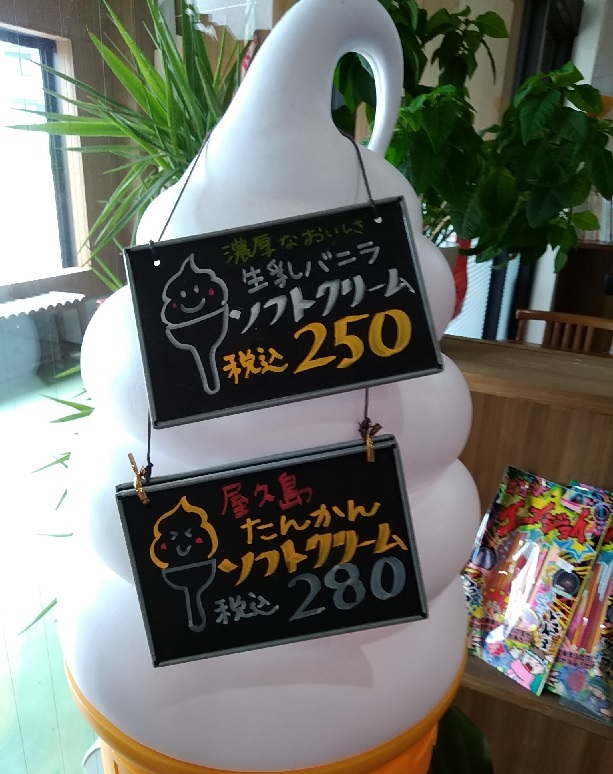 濃厚なおいしさ
生乳バニラ
ソフトクリーム
税込 250
屋久島
たんかん
ソフトクリーム
税込 280